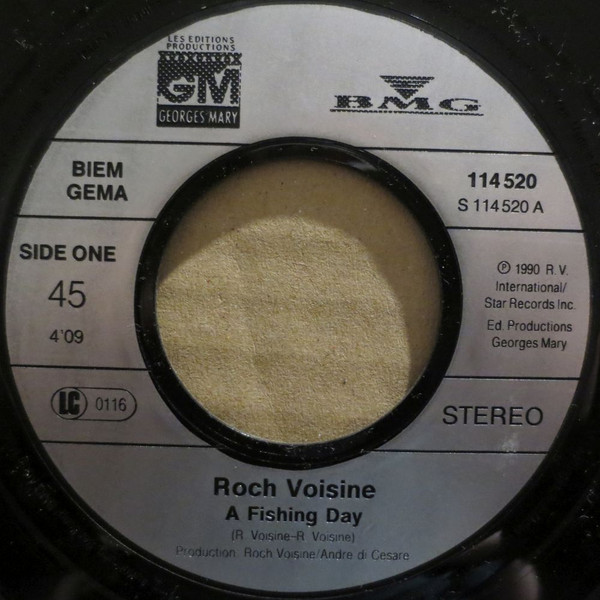 LES EDITIONS
PRODUCTIONS
GM
GEORGES MARY
BMG
BIEM
GEMA
114 520
S 114 520 A
SIDE ONE
45
4'09
LC 0116
℗ 1990 R. V.
International/
Star Records Inc.
Ed. Productions
Georges Mary
STEREO
Roch Voisine
A Fishing Day
(R. Voisine–R. Voisine)
Production: Roch Voisine/Andre di Cesare